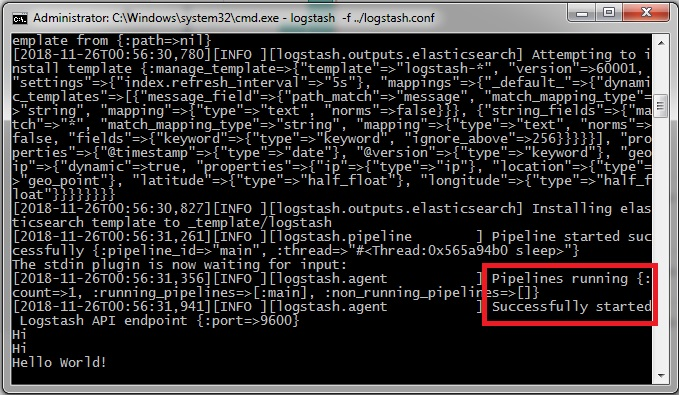 Administrator: C:\Windows\system32\cmd.exe - logstash -f ../logstash.conf
emplate from {:path=>nil}
[2018-11-26T00:56:30,780][INFO ][logstash.outputs.elasticsearch] Attempting to i
nstall template {:manage_template=>{"template"=>"logstash-*", "version"=>60001,
"settings"=>{"index.refresh_interval"=>"5s"}, "mappings"=>{"_default_"=>{"dynami
c_templates"=>[{"message_field"=>{"path_match"=>"message", "match_mapping_type"=
>"string", "mapping"=>{"type"=>"text", "norms"=>false}}}, {"string_fields"=>{"ma
tch"=>"*", "match_mapping_type"=>"string", "mapping"=>{"type"=>"text", "norms"=>
false, "fields"=>{"keyword"=>{"type"=>"keyword", "ignore_above"=>256}}}}}], "pro
perties"=>{"@timestamp"=>{"type"=>"date"}, "@version"=>{"type"=>"keyword"}, "geo
ip"=>{"dynamic"=>true, "properties"=>{"ip"=>{"type"=>"ip"}, "location"=>{"type"=
>"geo_point"}, "latitude"=>{"type"=>"half_float"}, "longitude"=>{"type"=>"half_f
loat"}}}}}}}}
[2018-11-26T00:56:30,827][INFO ][logstash.outputs.elasticsearch] Installing elas
ticsearch template to _template/logstash
[2018-11-26T00:56:31,261][INFO ][logstash.pipeline        ] Pipeline started suc
cessfully {:pipeline_id=>"main", :thread=>"#<Thread:0x565a94b0 sleep>"}
The stdin plugin is now waiting for input:
[2018-11-26T00:56:31,356][INFO ][logstash.agent           ] Pipelines running {:
count=>1, :running_pipelines=>[:main], :non_running_pipelines=>[]}
[2018-11-26T00:56:31,941][INFO ][logstash.agent           ] Successfully started
 Logstash API endpoint {:port=>9600}
Hi
Hi
Hello World!